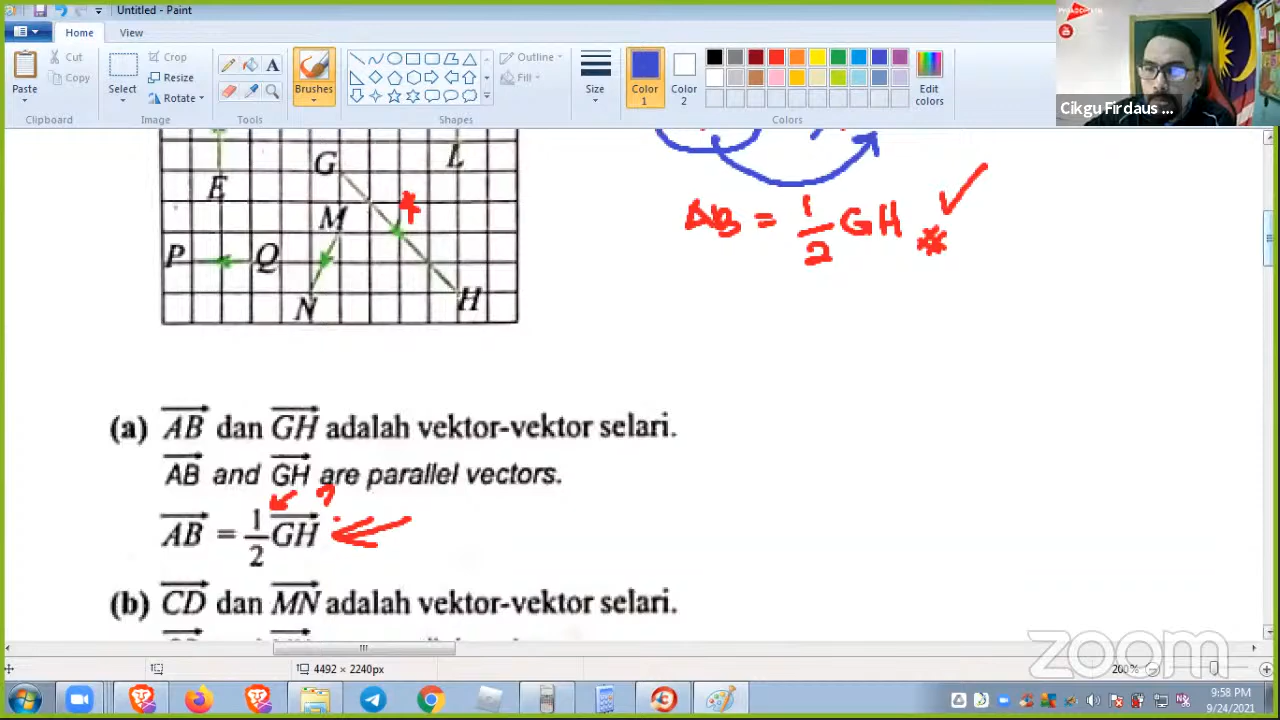 Untitled - Paint
Home
View
Cut
Copy
Paste
Clipboard
Crop
Resize
Rotate
Select
Image
Tools
Brushes
Outline
Fill
Shapes
Size
Color 1
Color 2
Edit colors
Colors
Cikgu Firdaus ...
G
L
E
M
P
Q
N
H
AB = 1/2 GH
(a) AB dan GH adalah vektor-vektor selari.
AB and GH are parallel vectors.
AB = 1/2 GH
(b) CD dan MN adalah vektor-vektor selari.
4492 × 2240px
200%
zoom
9:58 PM
9/24/2021